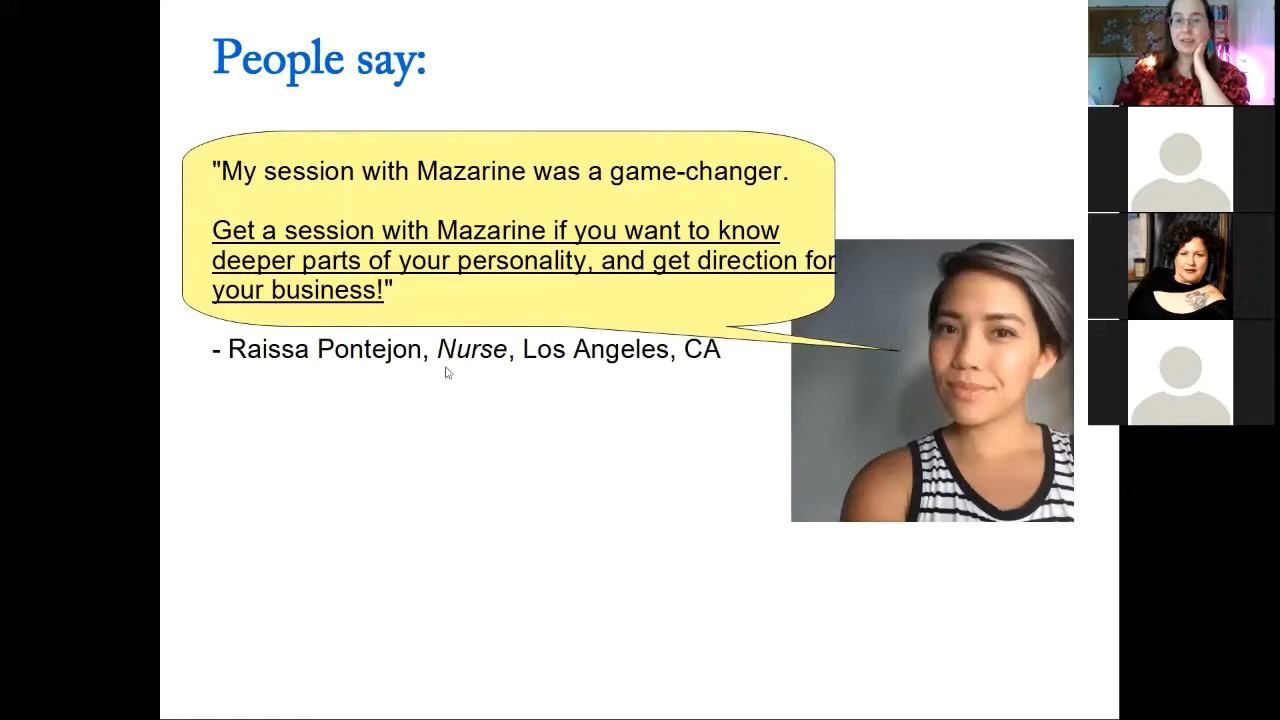 People say:
"My session with Mazarine was a game-changer.
Get a session with Mazarine if you want to know
deeper parts of your personality, and get direction for
your business!"
- Raissa Pontejon, Nurse, Los Angeles, CA